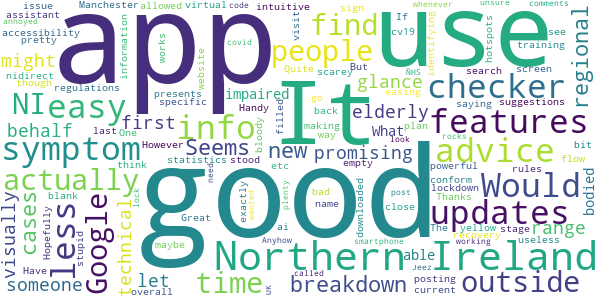 issue Manchester allowed virtual intuitive whenever unsure comments
annoyed sign code
assistant pretty
accessibility
nidirect
might
though
regulations
app
use
It
good
information
works
website
covid
identifying
visit
see
training
screen
hotspots
regional
people find
If
cv19
search
NHS
suggestions
Quite
scarey
But
easing
saying
glance
checker
presents
specific
impaired
Handy
filled
go
back
making
way
elderly
plan
bit
flow
bodied
NI easy
behalf
last
One
first
info
However
bloody
stood
What
features
symptom
think
Seems
statistics
new
promising
look
empty
advice
rocks
powerful
conform
lockdown
rules
Thanks
cases
actually
etc
Would
visually
Hopefully
blank
stupid
less
Google
technical
lock
Great
maybe
exactly
need
wanted
plenty
bad
name
downloaded
post
close
updates
The
yellow
stage
recovery
useless
range
Northern Ireland
someone
Have
overall
let
time
UK
ai
Anyhow
called
breakdown
smartphone
Jeez
able
working
posting
current
outside